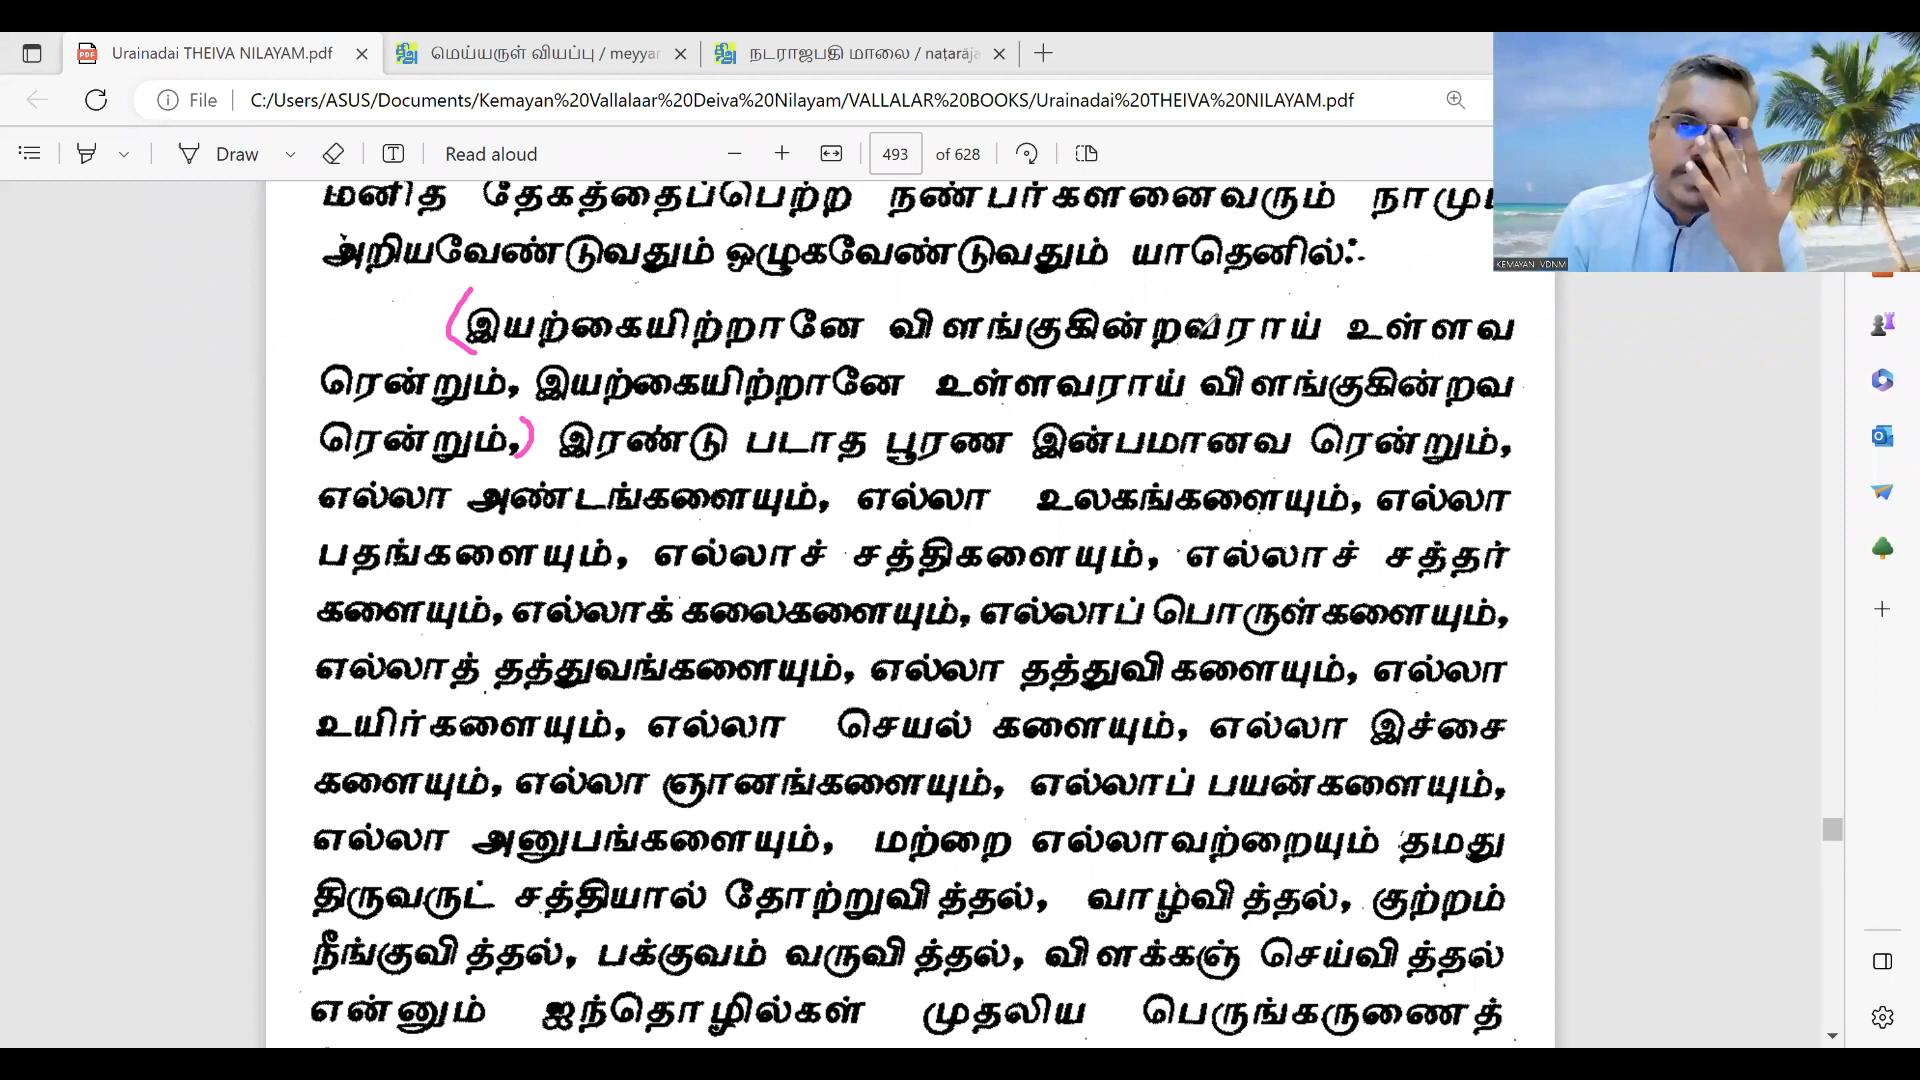 Urainadai THEIVA NILAYAM.pdf
மெய்யருள் வியப்பு / meyyar
நடராஜபதி மாலை / naṭarāja
File
C:/Users/ASUS/Documents/Kemayan%20Vallalaar%20Deiva%20Nilayam/VALLALAR%20BOOKS/Urainadai%20THEIVA%20NILAYAM.pdf
Draw
Read aloud
493 of 628
KEMAYAN VDNM
மனித தேகத்தைப்பெற்ற நண்பர்களனைவரும்
அறியவேண்டுவதும் ஒழுகவேண்டுவதும் யாதெனில்:-
(இயற்கையிற்றானே விளங்குகின்றவராய் உள்ளவ
ரென்றும், இயற்கையிற்றானே உள்ளவராய் விளங்குகின்றவ
ரென்றும்,) இரண்டு படாத பூரண இன்பமானவ ரென்றும்,
எல்லா அண்டங்களையும், எல்லா உலகங்களையும், எல்லா
பதங்களையும், எல்லாச் சத்திகளையும், எல்லாச் சத்தர்
களையும், எல்லாக் கலைகளையும், எல்லாப் பொருள்களையும்,
எல்லாத் தத்துவங்களையும், எல்லா தத்துவி களையும், எல்லா
உயிர்களையும், எல்லா செயல் களையும், எல்லா இச்சை
களையும், எல்லா ஞானங்களையும், எல்லாப் பயன்களையும்,
எல்லா அனுபங்களையும், மற்றை எல்லாவற்றையும் தமது
திருவருட் சத்தியால் தோற்றுவித்தல், வாழ்வித்தல், குற்றம்
நீங்குவித்தல், பக்குவம் வருவித்தல், விளக்கஞ் செய்வித்தல்
என்னும் ஐந்தொழில்கள் முதலிய பெருங்கருணைத்